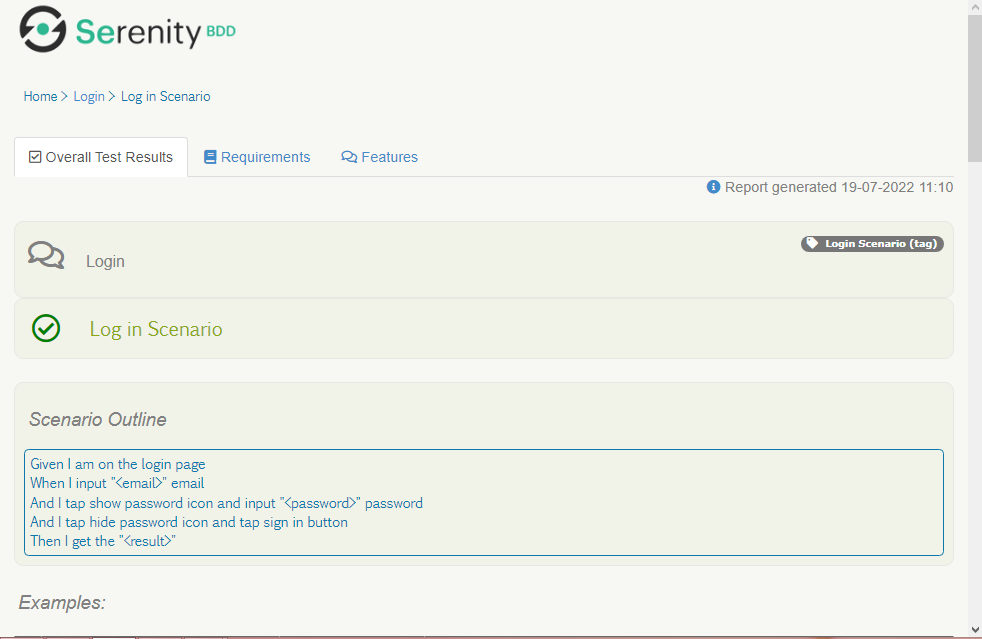 Serenity BDD
Home > Login > Log in Scenario
Overall Test Results Requirements Features
Report generated 19-07-2022 11:10
Login Scenario (tag)
Login
Log in Scenario
Scenario Outline
Given I am on the login page
When I input "<email>" email
And I tap show password icon and input "<password>" password
And I tap hide password icon and tap sign in button
Then I get the "<result>"
Examples: